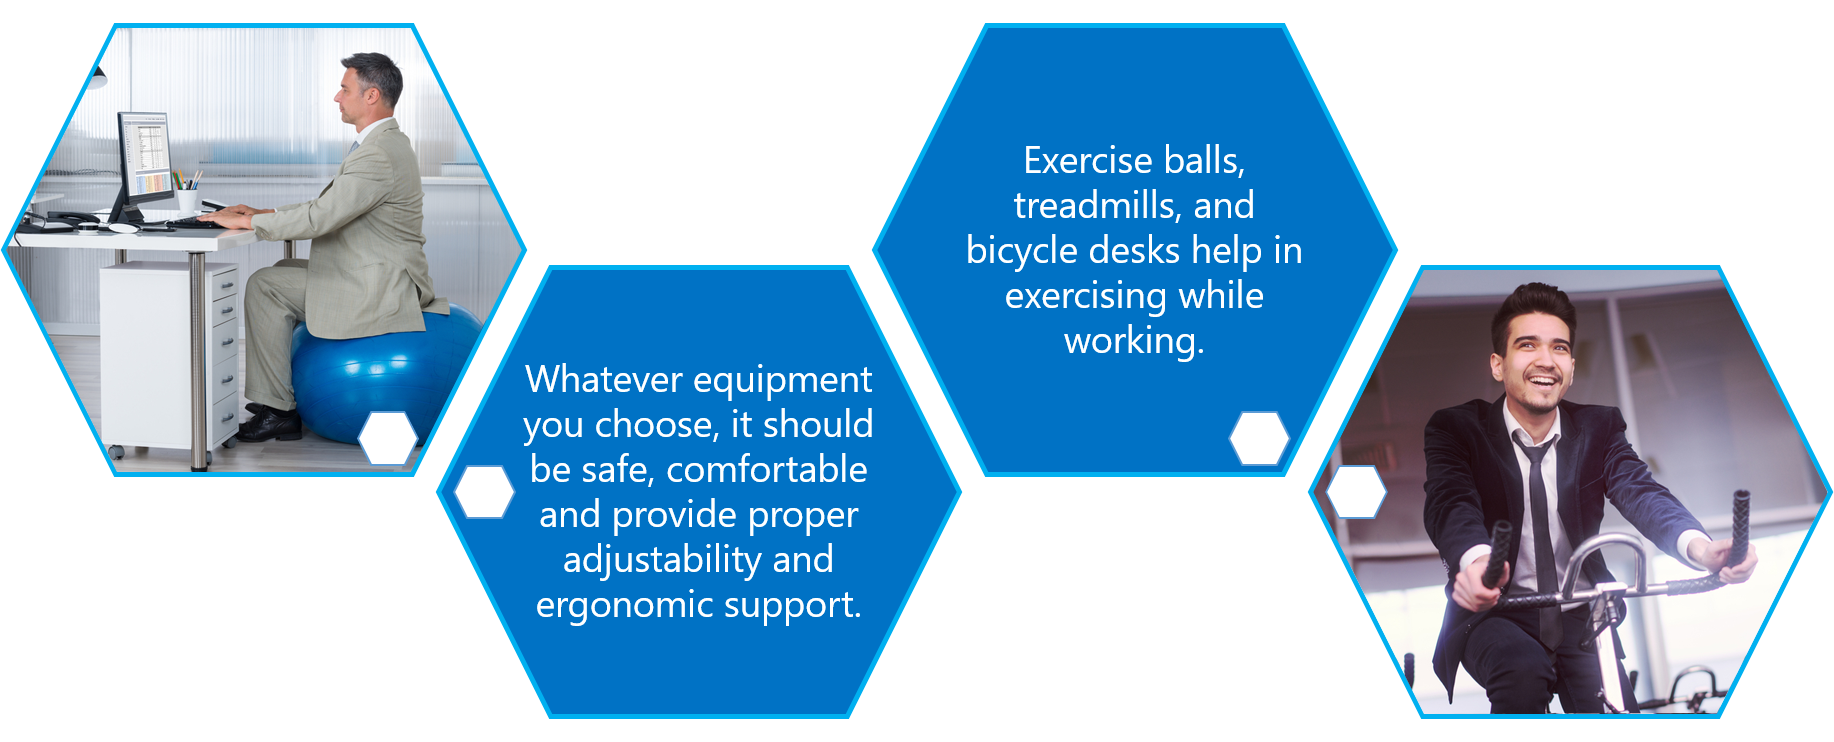 Whatever equipment
you choose, it should
be safe, comfortable
and provide proper
adjustability and
ergonomic support.
Exercise balls,
treadmills, and
bicycle desks help in
exercising while
working.